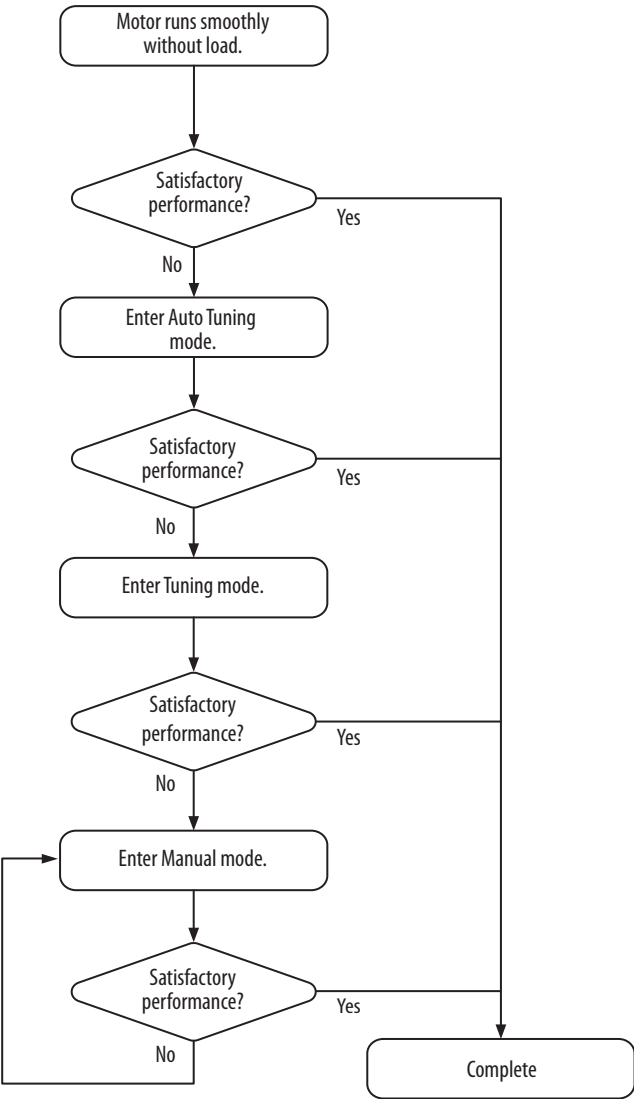 Motor runs smoothly
without load.
Satisfactory
performance?
Yes
No
Enter Auto Tuning
mode.
Satisfactory
performance?
Yes
No
Enter Tuning mode.
Satisfactory
performance?
Yes
No
Enter Manual mode.
Satisfactory
performance?
Yes
No
Complete